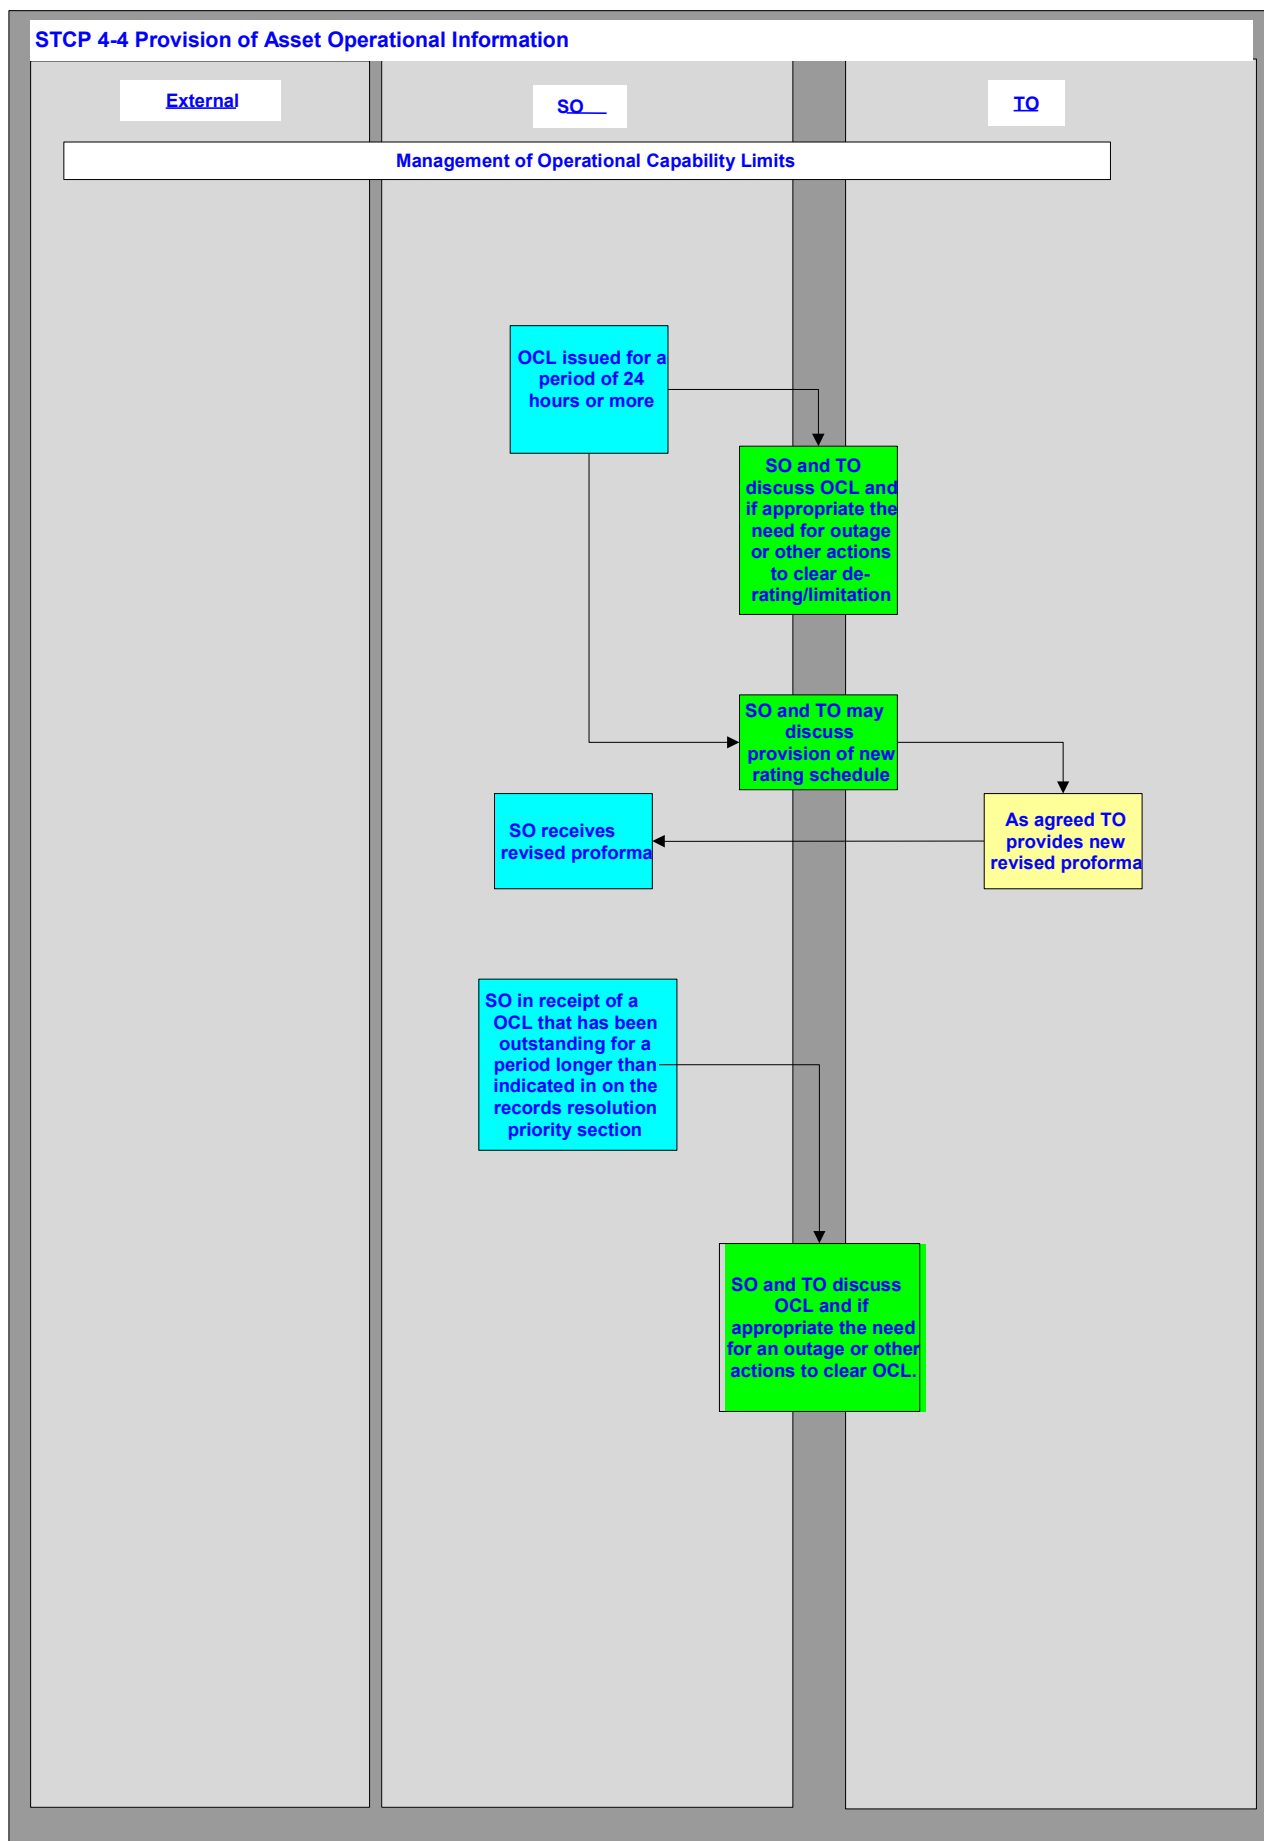 STCP 4-4 Provision of Asset Operational Information
External
SO
TO
Management of Operational Capability Limits
OCL issued for a
period of 24
hours or more
SO and TO
discuss OCL and
if appropriate the
need for outage
or other actions
to clear de-
rating/limitation
SO and TO may
discuss
provision of new
rating schedule
SO receives
revised proforma
As agreed TO
provides new
revised proforma
SO in receipt of a
OCL that has been
outstanding for a
period longer than
indicated in on the
records resolution
priority section
SO and TO discuss
OCL and if
appropriate the need
for an outage or other
actions to clear OCL.